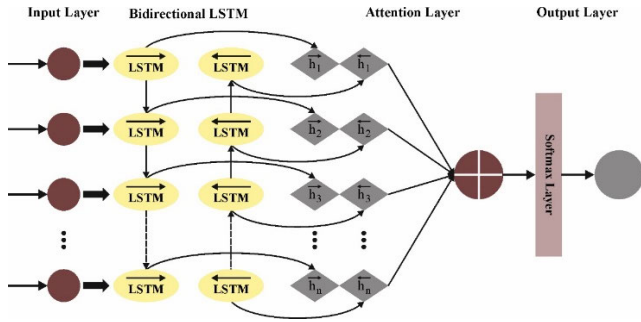 Input Layer Bidirectional LSTM Attention Layer Output Layer
LSTM LSTM h1 h1
LSTM LSTM h2 h2
LSTM LSTM h3 h3
LSTM LSTM hn hn
Softmax Layer